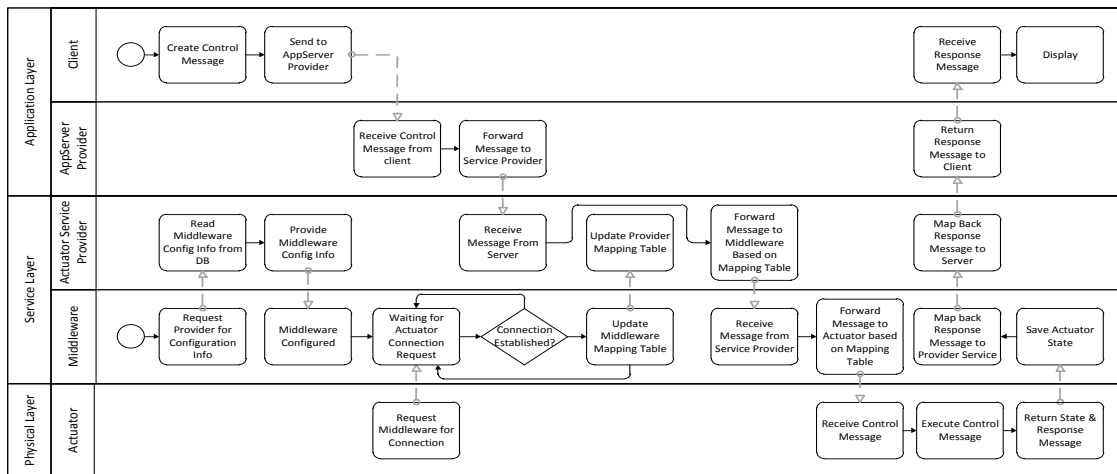 Application Layer
Client
Create Control
Message
Send to
AppServer
Provider
Receive
Response
Message
Display
AppServer
Provider
Receive Control
Message from
client
Forward
Message to
Service Provider
Return
Response
Message to
Client
Service Layer
Actuator Service
Provider
Read
Middleware
Config Info from
DB
Provide
Middleware
Config Info
Receive
Message From
Server
Update Provider
Mapping Table
Forward
Message to
Middleware
Based on
Mapping Table
Map Back
Response
Message to
Server
Middleware
Request
Provider for
Configuration
Info
Middleware
Configured
Waiting for
Actuator
Connection
Request
Connection
Established?
Update
Middleware
Mapping Table
Receive
Message from
Service Provider
Forward
Message to
Actuator based
on Mapping
Table
Map back
Response
Message to
Provider Service
Save Actuator
State
Physical Layer
Actuator
Request
Middleware for
Connection
Receive Control
Message
Execute Control
Message
Return State &
Response
Message